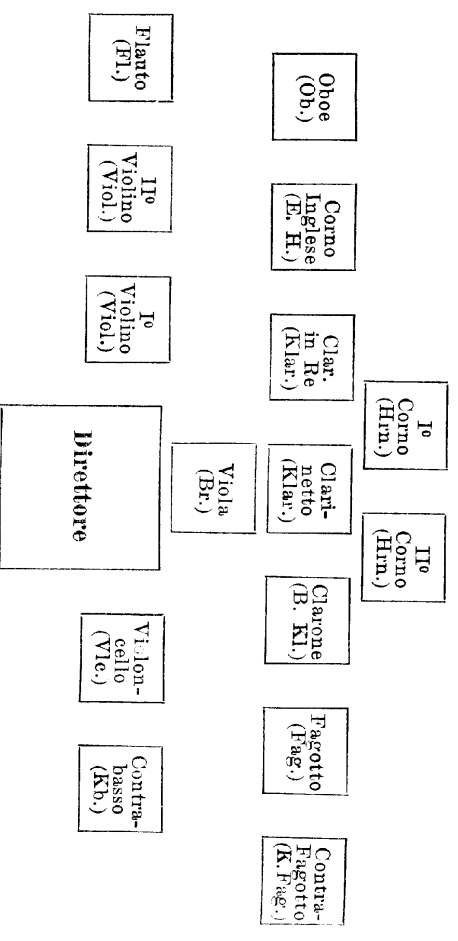 Iº
Corno
(Hrn.)
IIº
Corno
(Hrn.)
Oboe
(Ob.)
Corno
Inglese
(E. H.)
Clar.
in Re
(Klar.)
Clari-
netto
(Klar.)
Clarone
(B. Kl.)
Fagotto
(Fag.)
Contra-
Fagotto
(K.Fag.)
Viola
(Br.)
Flauto
(Fl.)
IIº
Violino
(Viol.)
Iº
Violino
(Viol.)
Violon-
cello
(Vlc.)
Contra-
basso
(Kb.)
Direttore